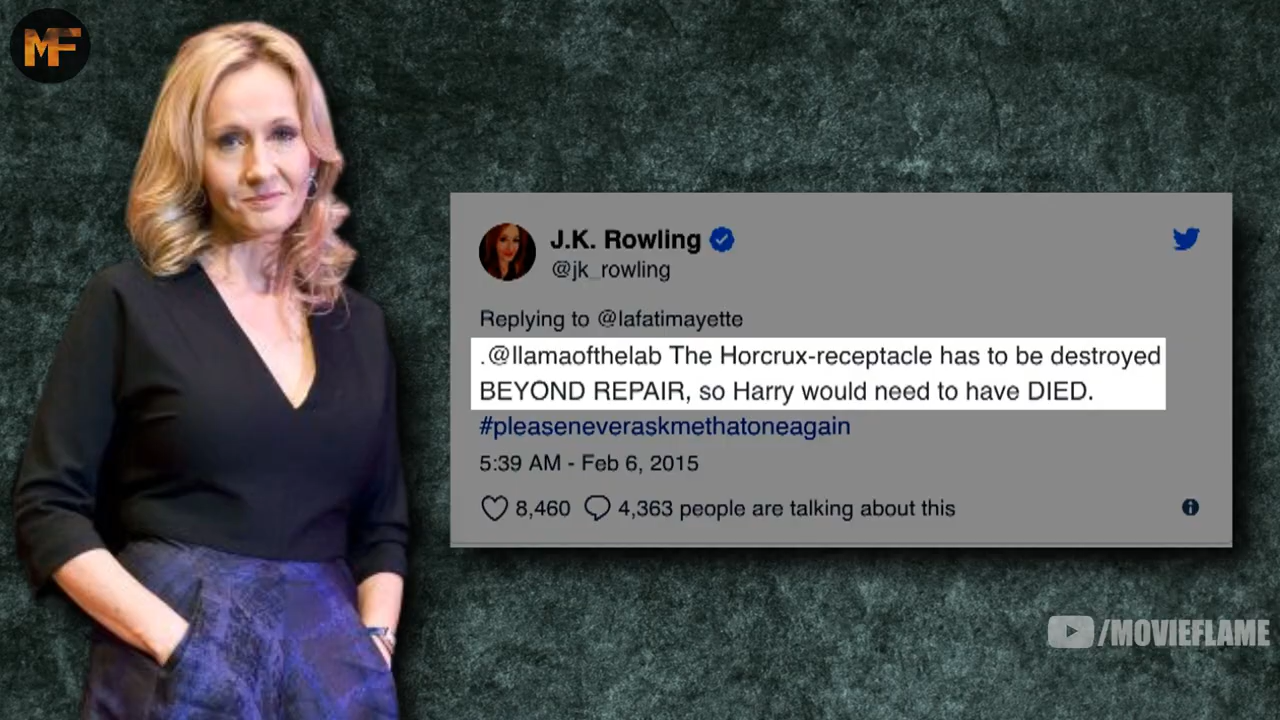 MF
J.K. Rowling
@jk_rowling
Replying to @lafatimayette
.@llamaofthelab The Horcrux-receptacle has to be destroyed
BEYOND REPAIR, so Harry would need to have DIED.
#pleaseneveraskmethatoneagain
5:39 AM - Feb 6, 2015
8,460 4,363 people are talking about this
/MOVIEFLAME